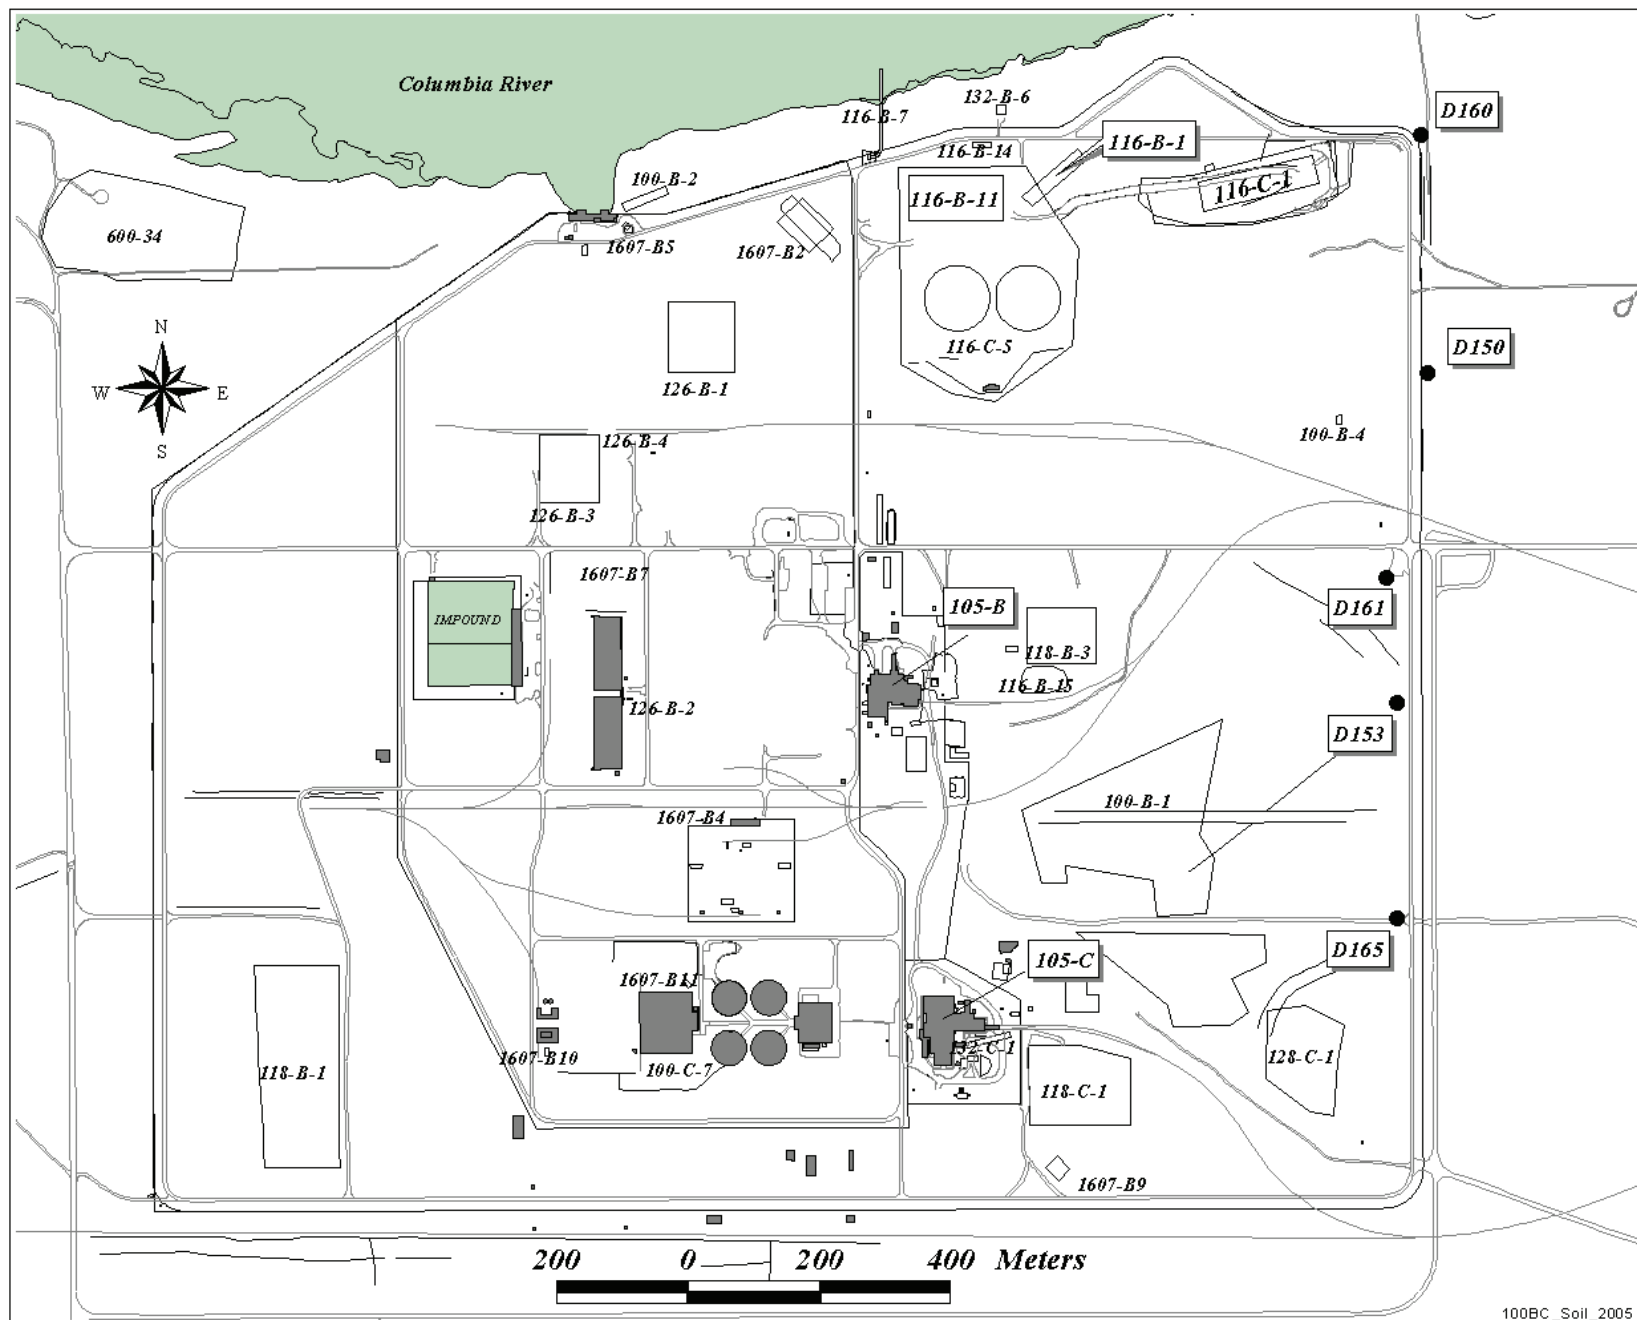 Columbia River
132-B-6
D160
116-B-7
116-B-1
116-B-14
100-B-2
116-B-11
116-C-1
600-34
1607-B5
1607-B2
N
W
E
S
116-C-5
D150
126-B-1
126-B-4
100-B-4
126-B-3
1607-B7
105-B
D161
IMPOUND
118-B-3
116-B-15
126-B-2
D153
100-B-1
1607-B4
105-C
D165
1607-B11
132-C-1
1607-B10
118-B-1
100-C-7
128-C-1
118-C-1
1607-B9
200 0 200 400 Meters
100BC_Soil_2005